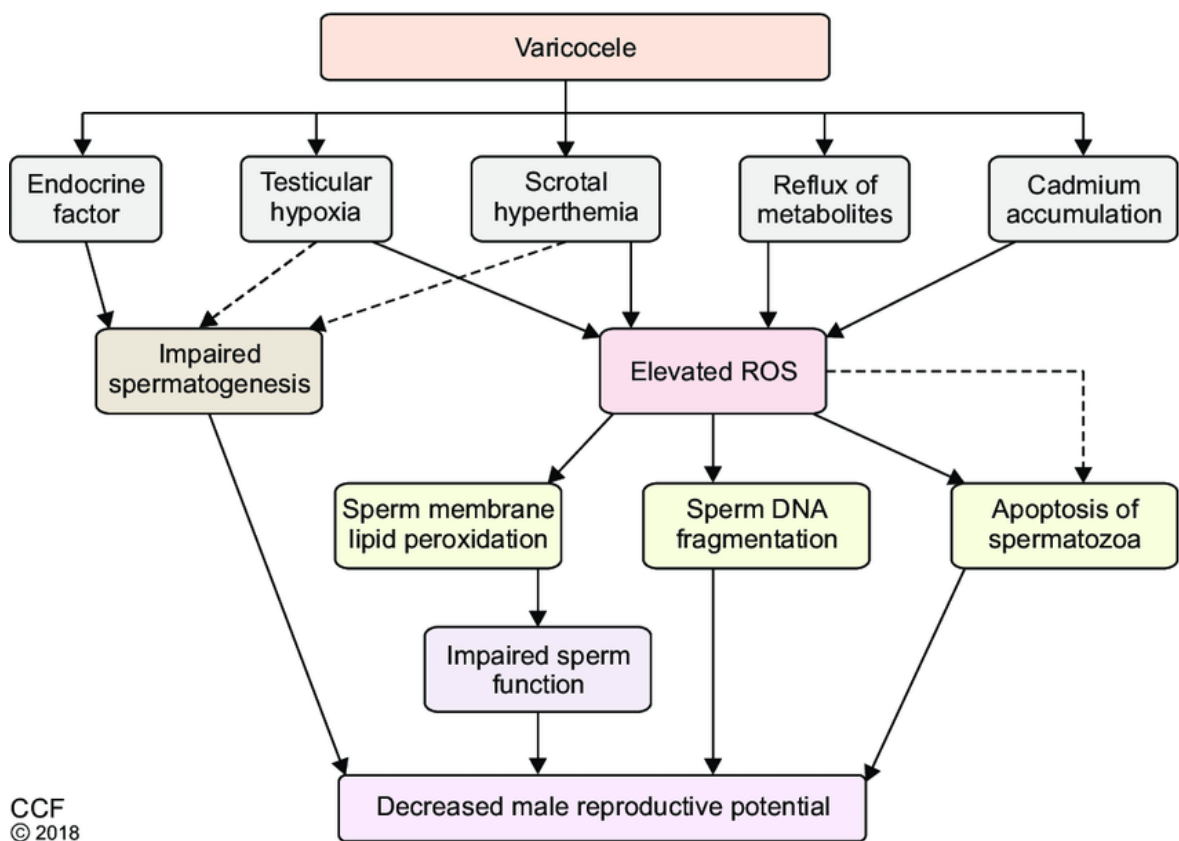 Varicocele
Endocrine
factor
Testicular
hypoxia
Scrotal
hyperthemia
Reflux of
metabolites
Cadmium
accumulation
Impaired
spermatogenesis
Elevated ROS
Sperm membrane
lipid peroxidation
Sperm DNA
fragmentation
Apoptosis of
spermatozoa
Impaired sperm
function
Decreased male reproductive potential
CCF
© 2018